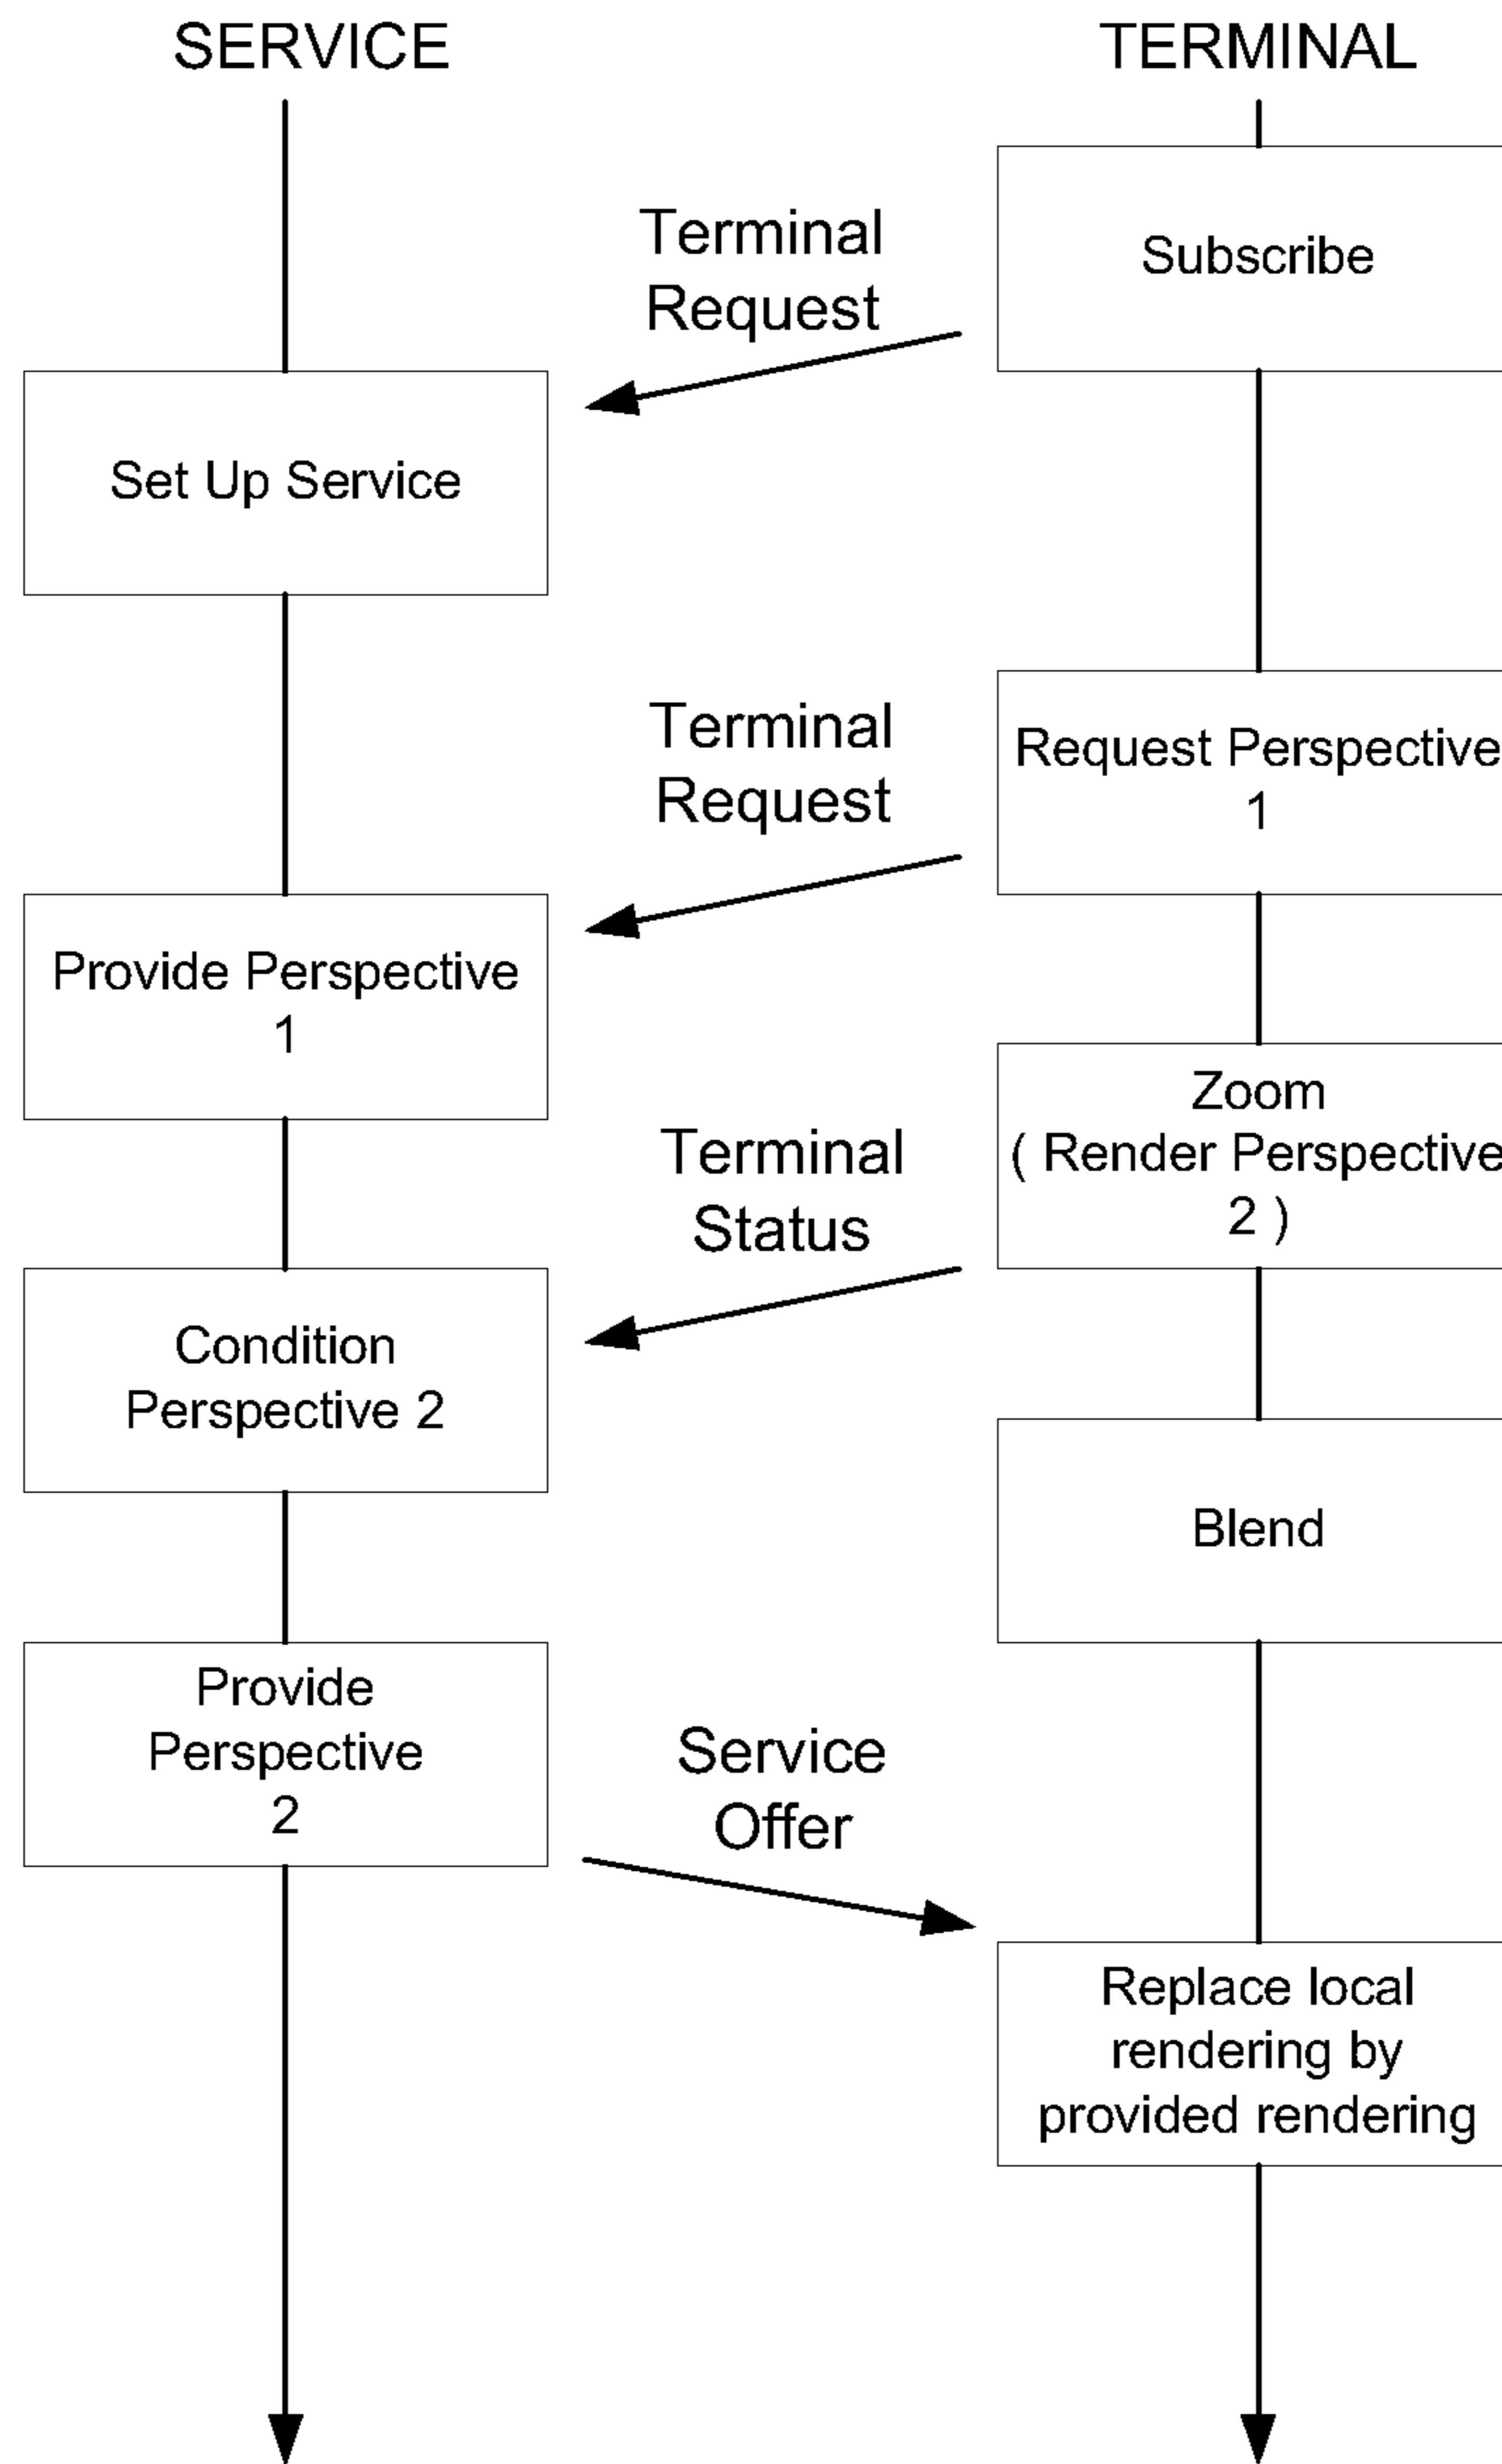 SERVICE
TERMINAL
Subscribe
Terminal
Request
Set Up Service
Request Perspective
1
Terminal
Request
Provide Perspective
1
Zoom
( Render Perspective
2 )
Terminal
Status
Condition
Perspective 2
Blend
Provide
Perspective
2
Service
Offer
Replace local
rendering by
provided rendering